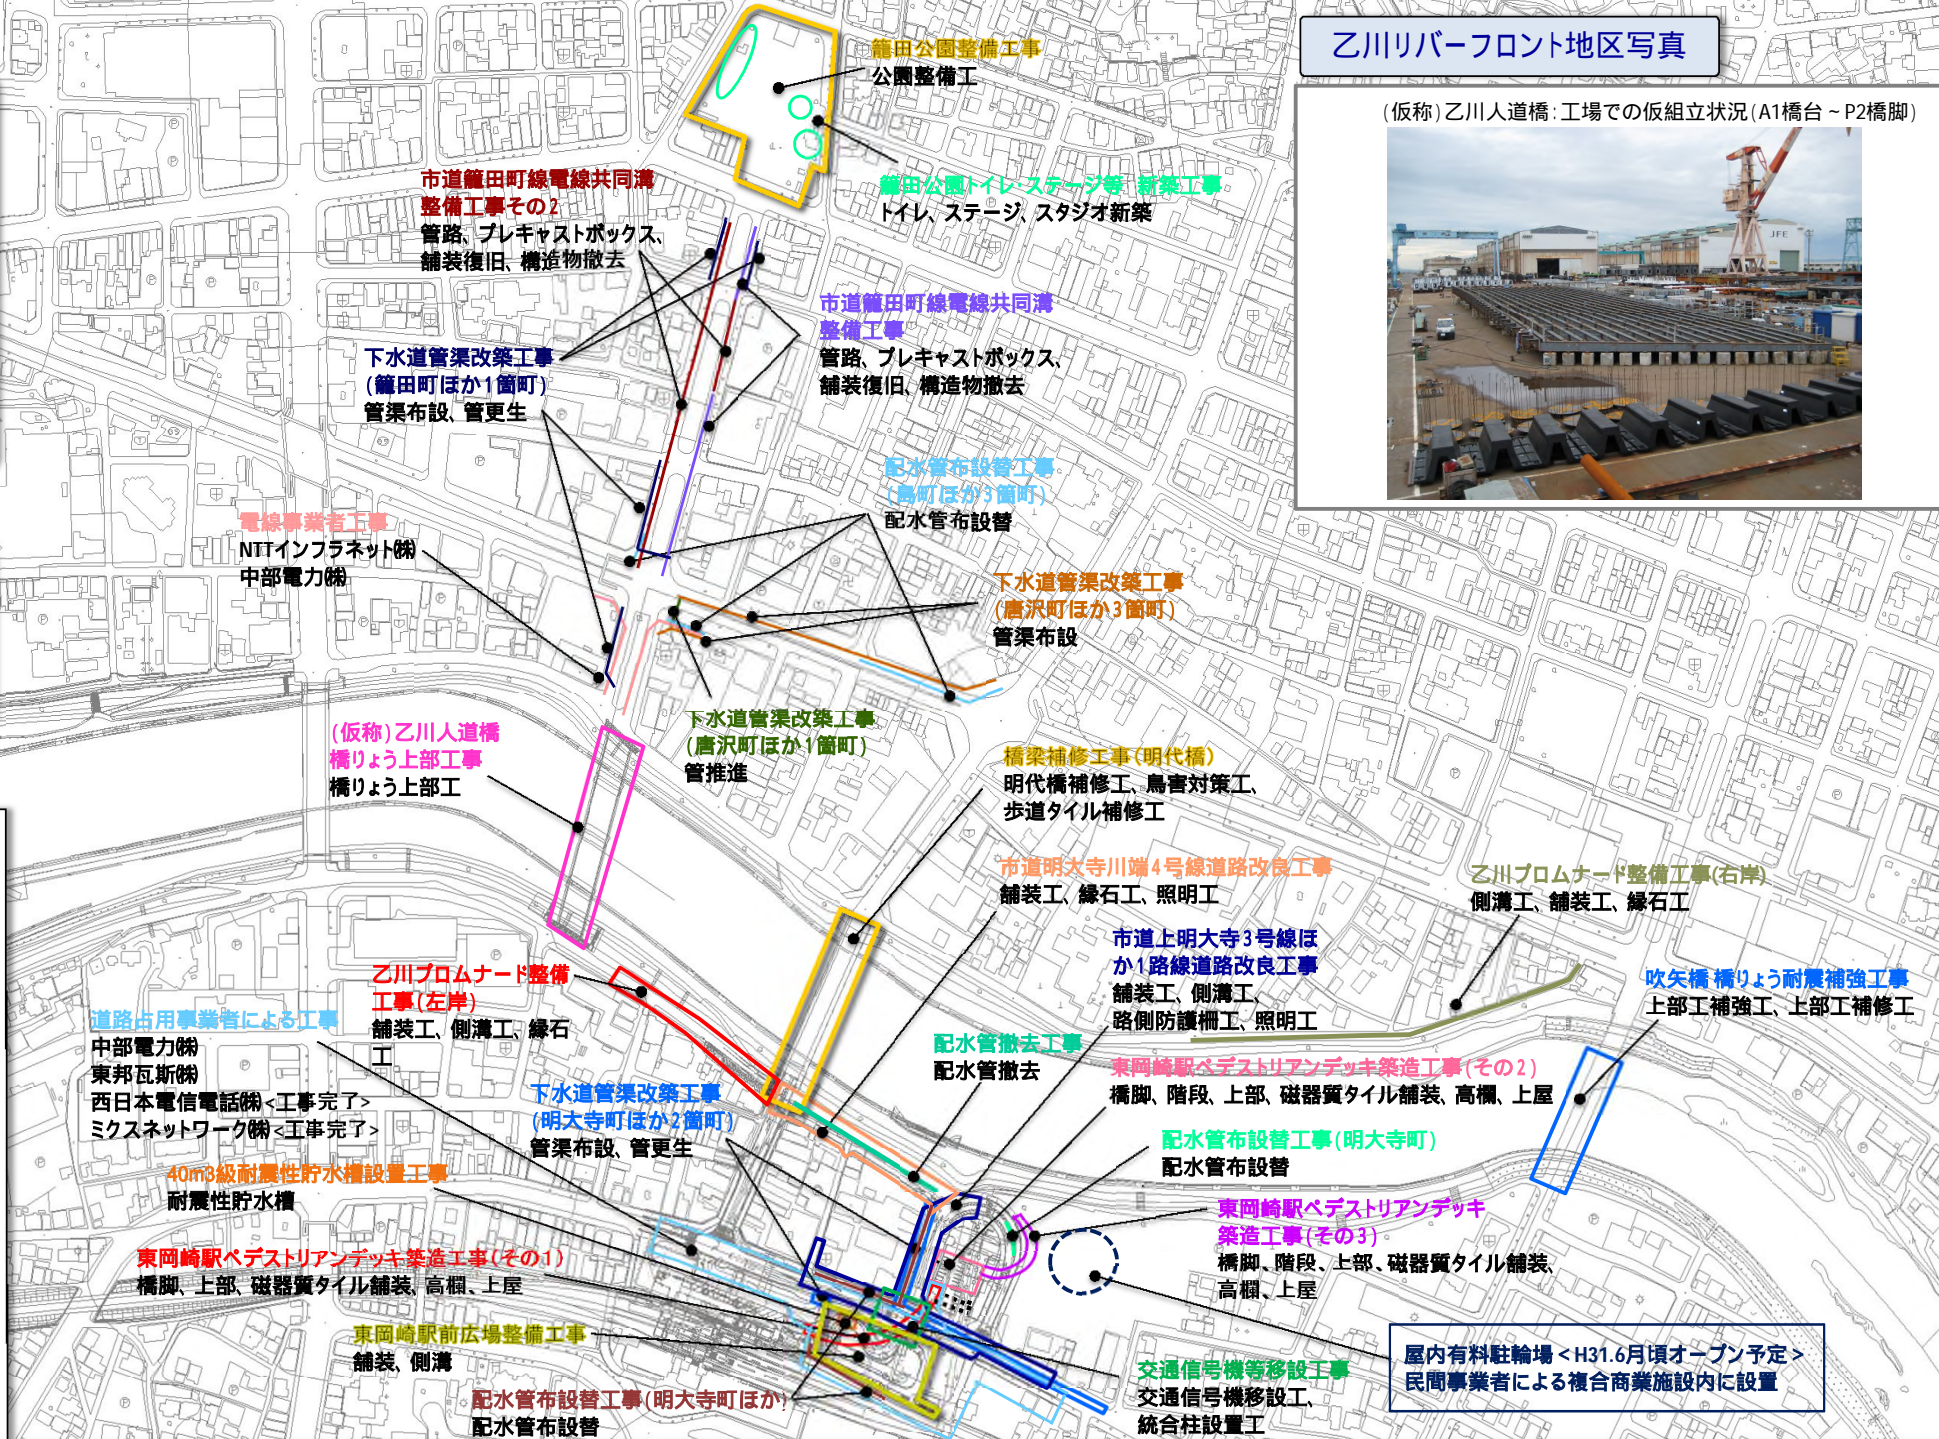 乙川リバーフロント地区写真
(仮称)乙川人道橋：工場での仮組立状況(A1橋台～P2橋脚)
JFE
籠田公園整備工事
公園整備工
籠田公園トイレ・ステージ等 新築工事
トイレ、ステージ、スタジオ新築
市道籠田町線電線共同溝
整備工事その2
管路、プレキャストボックス、
舗装復旧、構造物撤去
市道籠田町線電線共同溝
整備工事
管路、プレキャストボックス、
舗装復旧、構造物撤去
下水道管渠改築工事
(籠田町ほか1箇町)
管渠布設、管更生
配水管布設替工事
(島町ほか3箇町)
配水管布設替
電線事業者工事
NTTインフラネット㈱
中部電力㈱
下水道管渠改築工事
(唐沢町ほか3箇町)
管渠布設
下水道管渠改築工事
(唐沢町ほか1箇町)
管推進
(仮称)乙川人道橋
橋りょう上部工事
橋りょう上部工
橋梁補修工事(明代橋)
明代橋補修工、鳥害対策工、
歩道タイル補修工
市道明大寺川端4号線道路改良工事
舗装工、縁石工、照明工
乙川プロムナード整備工事(右岸)
側溝工、舗装工、縁石工
市道上明大寺3号線ほ
か1路線道路改良工事
舗装工、側溝工、
路側防護柵工、照明工
吹矢橋 橋りょう耐震補強工事
上部工補強工、上部工補修工
乙川プロムナード整備
工事(左岸)
舗装工、側溝工、縁石
工
道路占用事業者による工事
中部電力㈱
東邦瓦斯㈱
西日本電信電話㈱<工事完了>
ミクスネットワーク㈱<工事完了>
配水管撤去工事
配水管撤去
東岡崎駅ペデストリアンデッキ築造工事(その2)
橋脚、階段、上部、磁器質タイル舗装、高欄、上屋
下水道管渠改築工事
(明大寺町ほか2箇町)
管渠布設、管更生
配水管布設替工事(明大寺町)
配水管布設替
40m3級耐震性貯水槽設置工事
耐震性貯水槽
東岡崎駅ペデストリアンデッキ
築造工事(その3)
橋脚、階段、上部、磁器質タイル舗装、
高欄、上屋
東岡崎駅ペデストリアンデッキ築造工事(その1)
橋脚、上部、磁器質タイル舗装、高欄、上屋
東岡崎駅前広場整備工事
舗装、側溝
交通信号機等移設工事
交通信号機移設工、
統合柱設置工
屋内有料駐輪場<H31.6月頃オープン予定>
民間事業者による複合商業施設内に設置
配水管布設替工事(明大寺町ほか)
配水管布設替